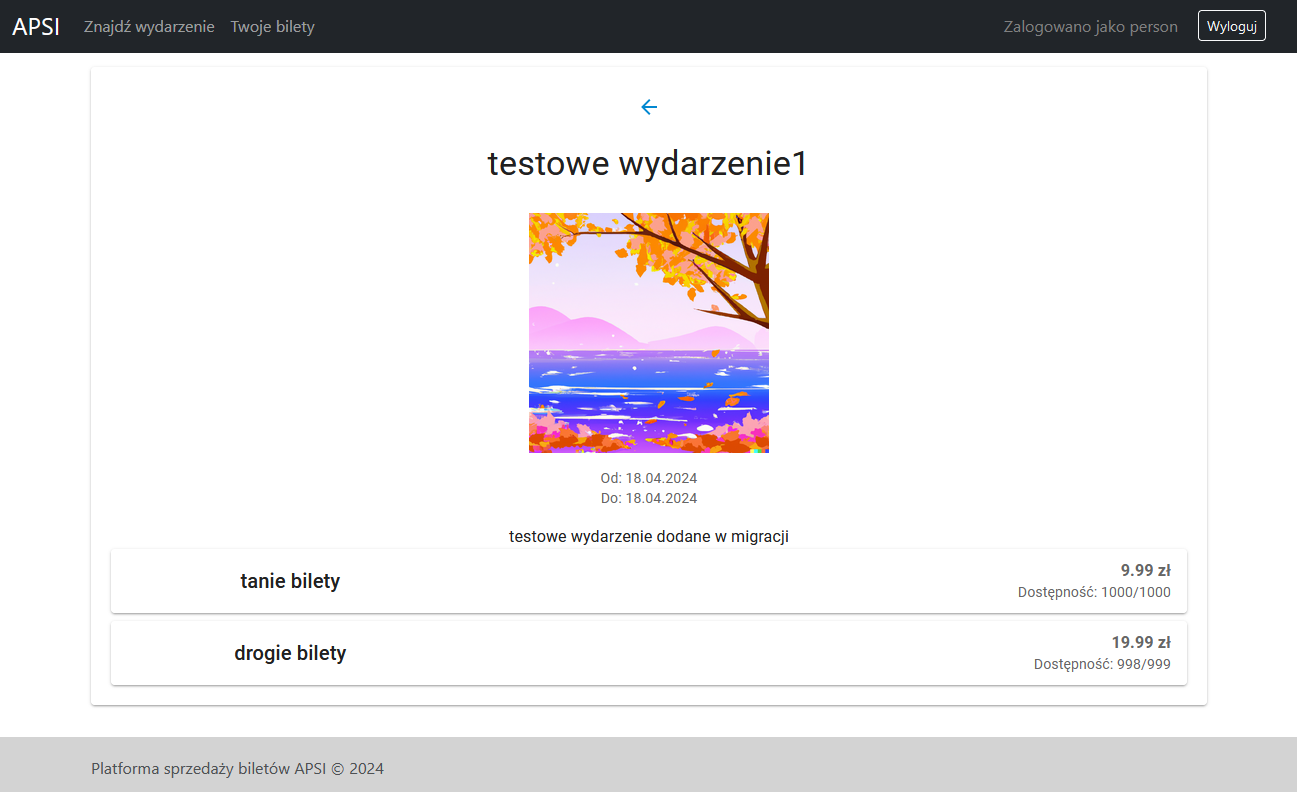 APSI Znajdź wydarzenie Twoje bilety Zalogowano jako person Wyloguj
testowe wydarzenie1
Od: 18.04.2024
Do: 18.04.2024
testowe wydarzenie dodane w migracji
tanie bilety
9.99 zł
Dostępność: 1000/1000
drogie bilety
19.99 zł
Dostępność: 998/999
Platforma sprzedaży biletów APSI © 2024